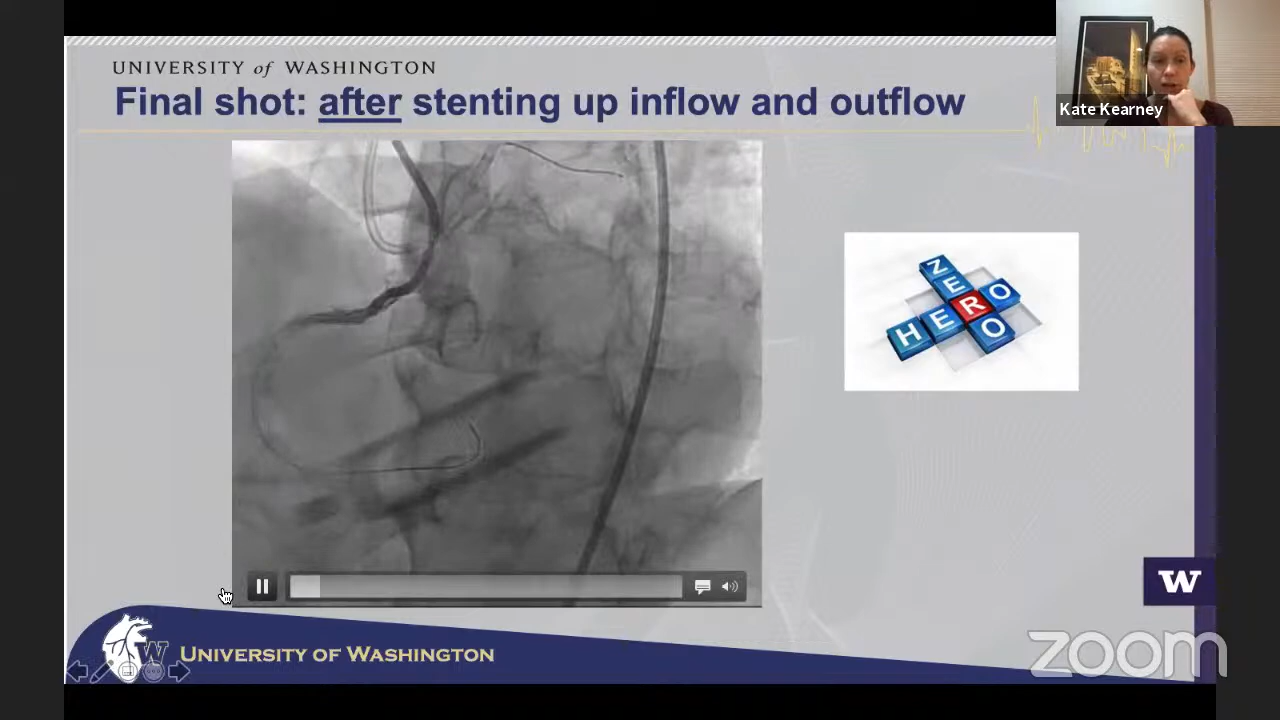 UNIVERSITY of WASHINGTON
Final shot: after stenting up inflow and outflow
Kate Kearney
ZERO
HERO
W
W
UNIVERSITY OF WASHINGTON
zoom